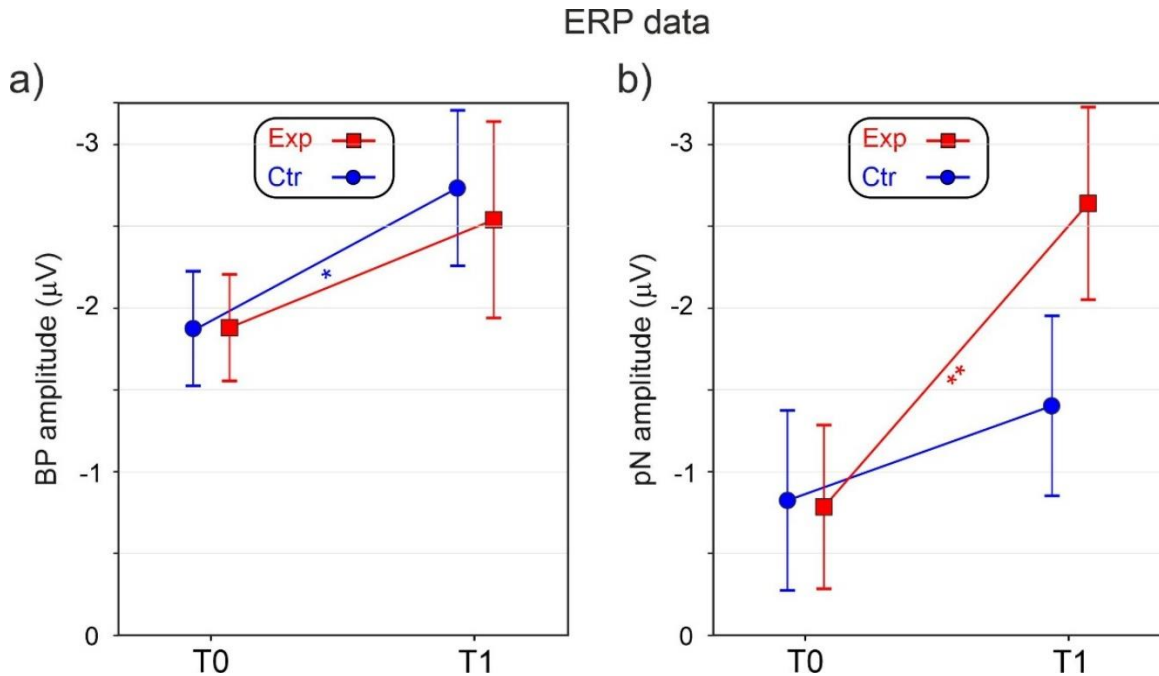 ERP data
a)
Exp
Ctr
*
BP amplitude (μV)
-3
-2
-1
0
T0
T1
b)
Exp
Ctr
**
pN amplitude (μV)
-3
-2
-1
0
T0
T1